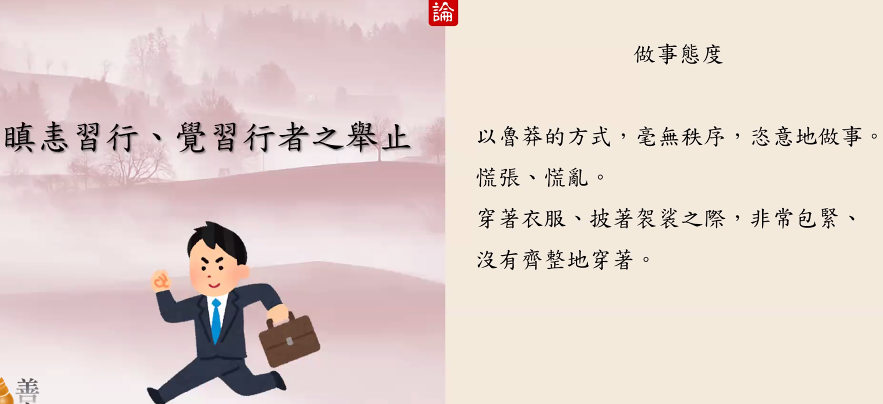 論
瞋恚習行、覺習行者之舉止
善
做事態度
以魯莽的方式，毫無秩序，恣意地做事。
慌張、慌亂。
穿著衣服、披著袈裟之際，非常包緊、
沒有齊整地穿著。